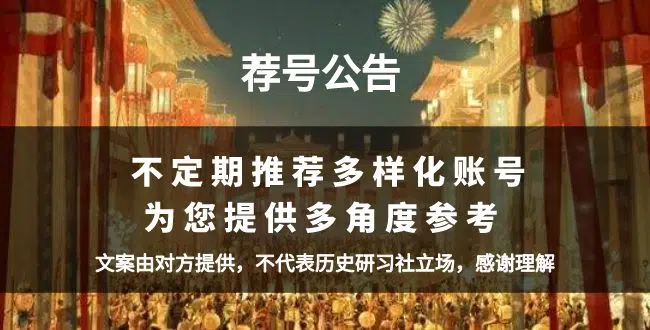 荐号公告
不定期推荐多样化账号
为您提供多角度参考
文案由对方提供，不代表历史研习社立场，感谢理解